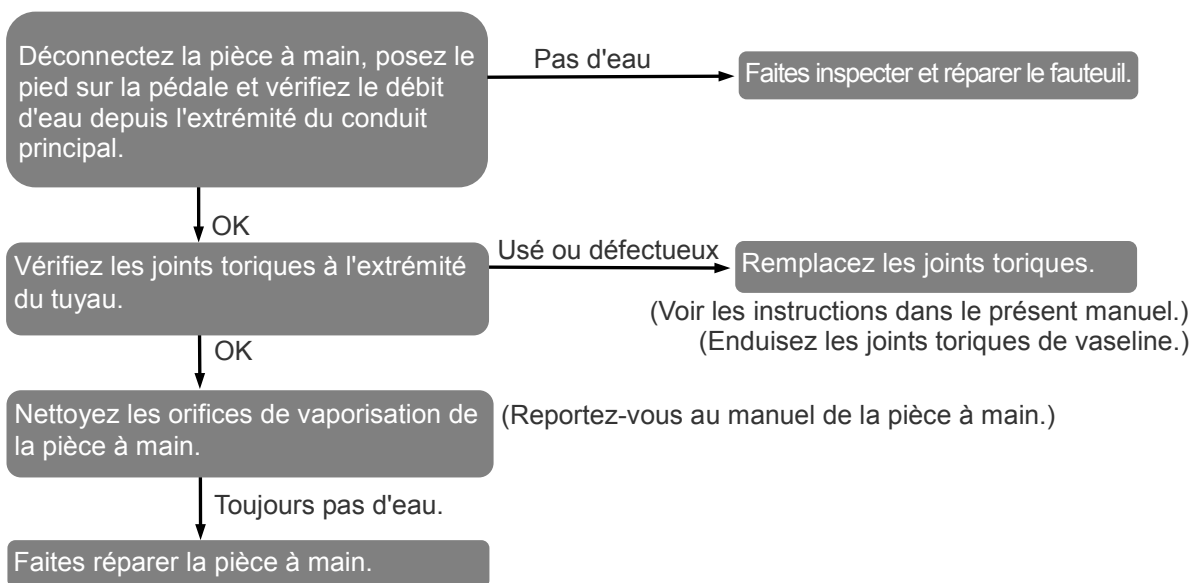 Déconnectez la pièce à main, posez le
pied sur la pédale et vérifiez le débit
d'eau depuis l'extrémité du conduit
principal.
Pas d'eau
Faites inspecter et réparer le fauteuil.
OK
Vérifiez les joints toriques à l'extrémité
du tuyau.
Usé ou défectueux
Remplacez les joints toriques.
(Voir les instructions dans le présent manuel.)
(Enduisez les joints toriques de vaseline.)
OK
Nettoyez les orifices de vaporisation de
la pièce à main.
(Reportez-vous au manuel de la pièce à main.)
Toujours pas d'eau.
Faites réparer la pièce à main.